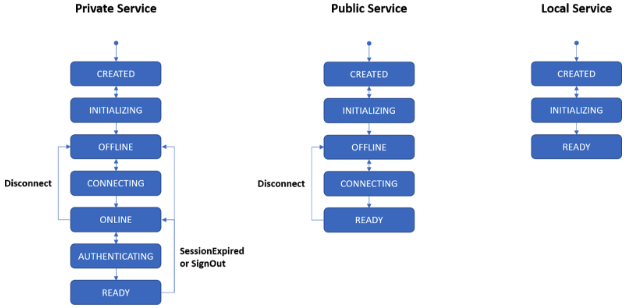 Private Service
CREATED
INITIALIZING
OFFLINE
CONNECTING
ONLINE
AUTHENTICATING
READY
Disconnect
SessionExpired
or SignOut
Public Service
CREATED
INITIALIZING
OFFLINE
CONNECTING
READY
Disconnect
Local Service
CREATED
INITIALIZING
READY